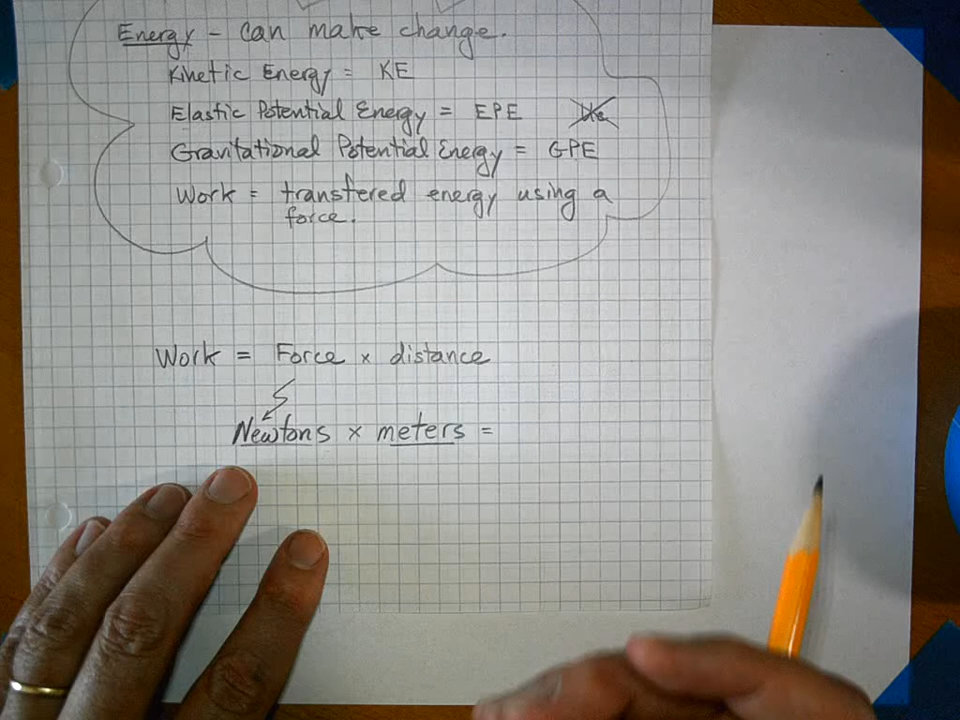 Energy - can make change.
Kinetic Energy = KE
Elastic Potential Energy = EPE
Gravitational Potential Energy = GPE
Work = transfered energy using a
force.
Work = Force x distance
Newtons x meters =